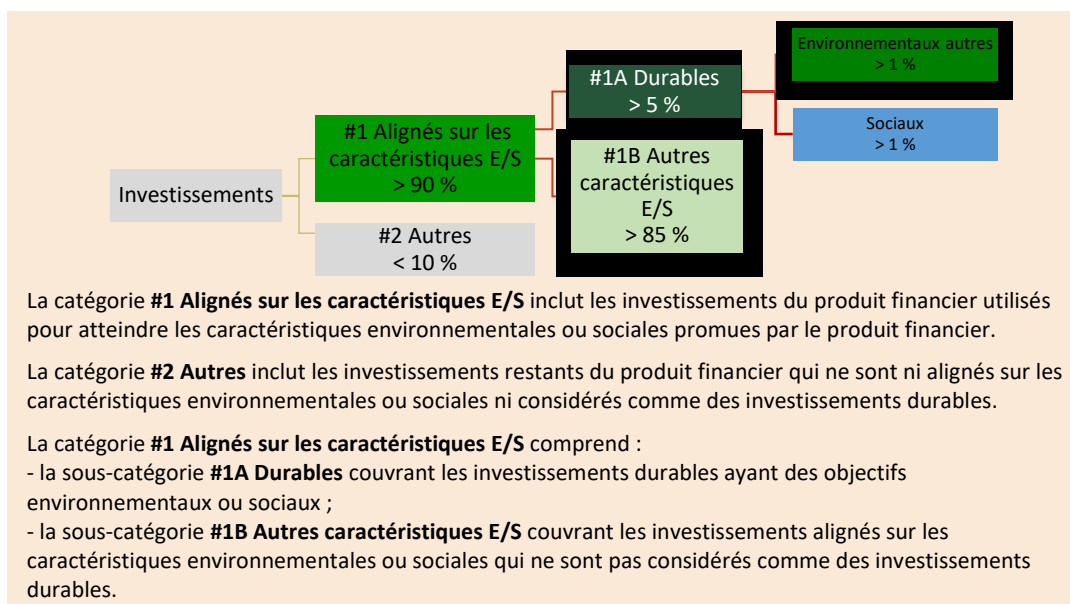 Environnementaux autres
> 1 %
#1A Durables
> 5 %
Sociaux
> 1 %
#1 Alignés sur les
caractéristiques E/S
> 90 %
#1B Autres
caractéristiques
E/S
> 85 %
Investissements
#2 Autres
< 10 %
La catégorie #1 Alignés sur les caractéristiques E/S inclut les investissements du produit financier utilisés
pour atteindre les caractéristiques environnementales ou sociales promues par le produit financier.
La catégorie #2 Autres inclut les investissements restants du produit financier qui ne sont ni alignés sur les
caractéristiques environnementales ou sociales ni considérés comme des investissements durables.
La catégorie #1 Alignés sur les caractéristiques E/S comprend :
- la sous-catégorie #1A Durables couvrant les investissements durables ayant des objectifs
environnementaux ou sociaux ;
- la sous-catégorie #1B Autres caractéristiques E/S couvrant les investissements alignés sur les
caractéristiques environnementales ou sociales qui ne sont pas considérés comme des investissements
durables.